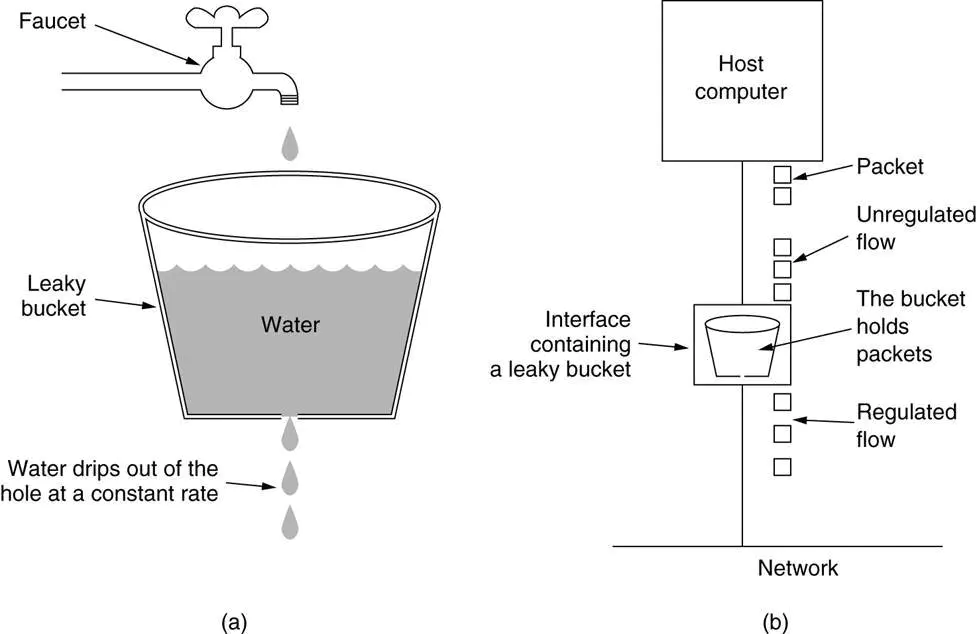 Faucet
Leaky
bucket
Water
Water drips out of the
hole at a constant rate
(a)
Host
computer
Packet
Unregulated
flow
The bucket
holds
packets
Interface
containing
a leaky bucket
Regulated
flow
Network
(b)